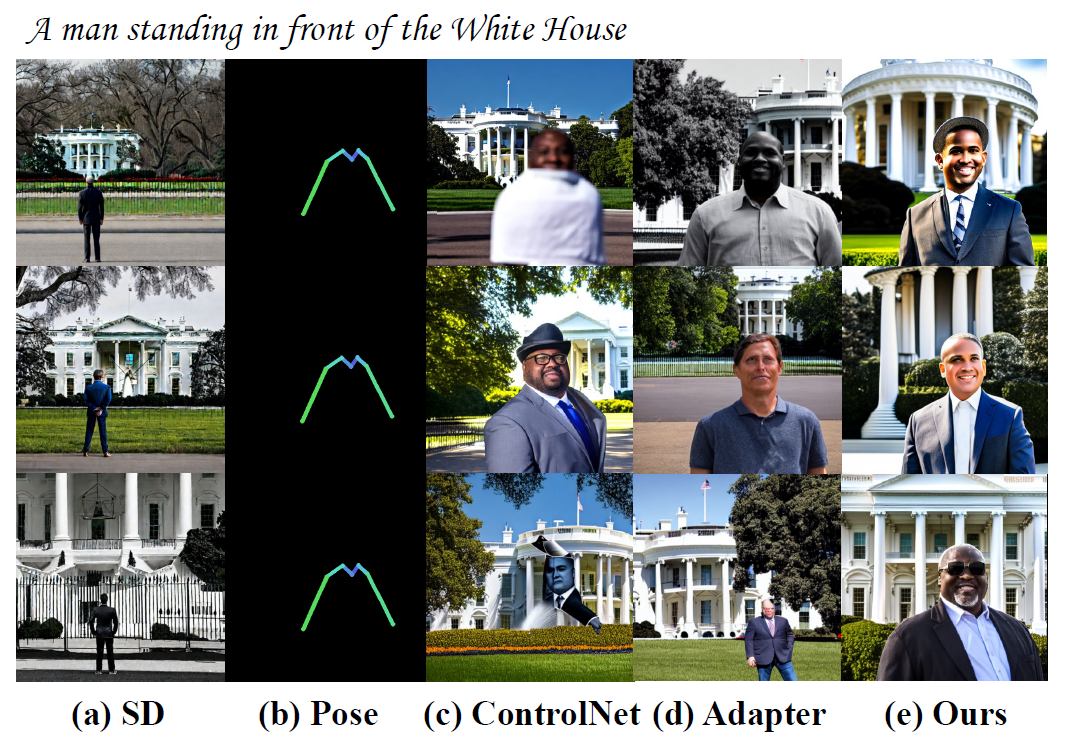 A man standing in front of the White House
(a) SD (b) Pose (c) ControlNet (d) Adapter (e) Ours